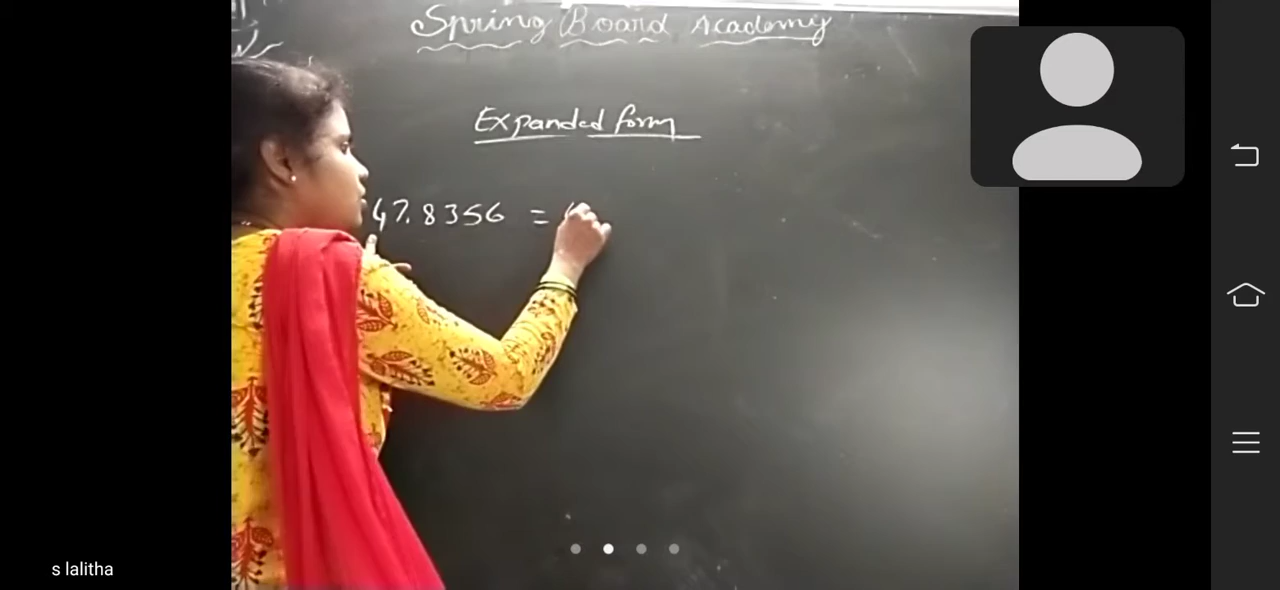 Spring Board Academy
Expanded form
47.8356 =
s lalitha